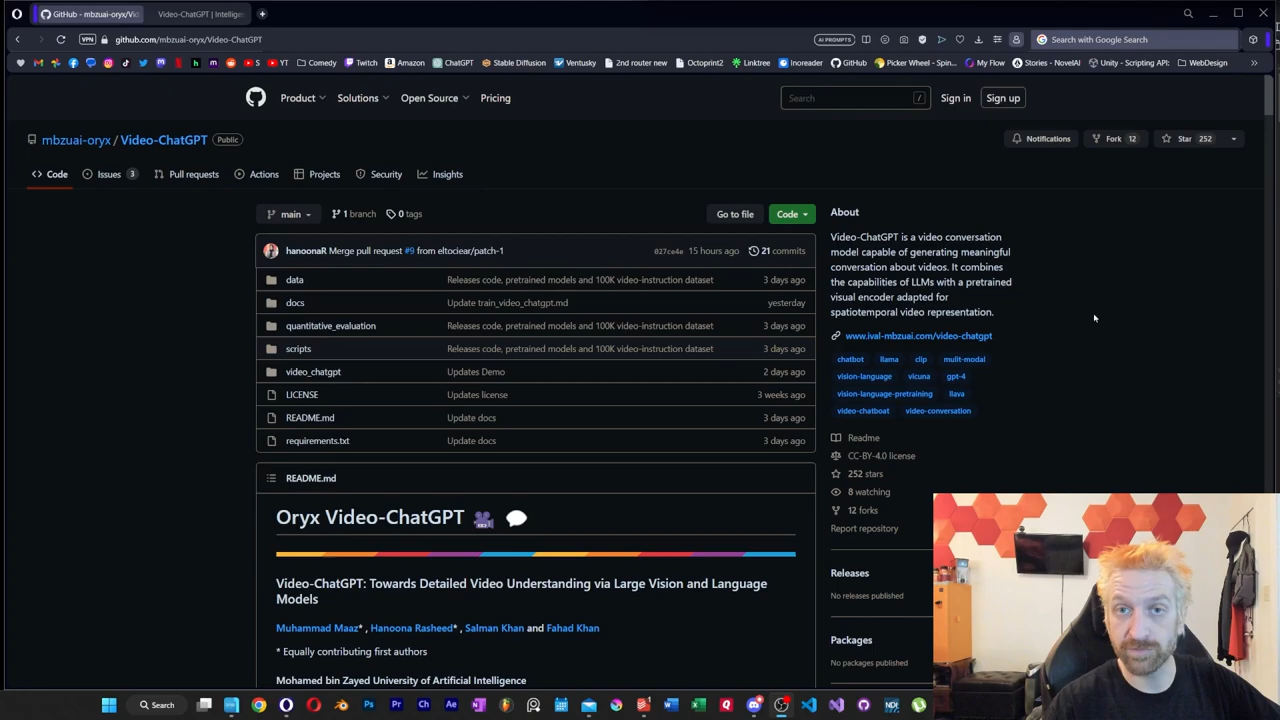 GitHub - mbzuai-oryx/Vid
Video-ChatGPT | Intelligen
VPN
github.com/mbzuai-oryx/Video-ChatGPT
AI PROMPTS
Search with Google Search
Comedy
Twitch
Amazon
ChatGPT
Stable Diffusion
Ventusky
2nd router new
Octoprint2
Linktree
Inoreader
GitHub
Picker Wheel - Spin...
My Flow
Stories - NovelAI
Unity - Scripting API:
WebDesign
Product
Solutions
Open Source
Pricing
Search
/
Sign in
Sign up
mbzuai-oryx / Video-ChatGPT
Public
Notifications
Fork 12
Star 252
Code
Issues 3
Pull requests
Actions
Projects
Security
Insights
main
1 branch
0 tags
Go to file
Code
hanoonaR Merge pull request #9 from eltociear/patch-1
027ce4e 15 hours ago
21 commits
data Releases code, pretrained models and 100K video-instruction dataset 3 days ago
docs Update train_video_chatgpt.md yesterday
quantitative_evaluation Releases code, pretrained models and 100K video-instruction dataset 3 days ago
scripts Releases code, pretrained models and 100K video-instruction dataset 3 days ago
video_chatgpt Updates Demo 2 days ago
LICENSE Updates license 3 weeks ago
README.md Update docs 3 days ago
requirements.txt Update docs 3 days ago
README.md
Oryx Video-ChatGPT
Video-ChatGPT: Towards Detailed Video Understanding via Large Vision and Language
Models
Muhammad Maaz* , Hanoona Rasheed* , Salman Khan and Fahad Khan
* Equally contributing first authors
Mohamed bin Zayed University of Artificial Intelligence
About
Video-ChatGPT is a video conversation
model capable of generating meaningful
conversation about videos. It combines
the capabilities of LLMs with a pretrained
visual encoder adapted for
spatiotemporal video representation.
www.ival-mbzuai.com/video-chatgpt
chatbot llama clip mulit-modal
vision-language vicuna gpt-4
vision-language-pretraining llava
video-chatboat video-conversation
Readme
CC-BY-4.0 license
252 stars
8 watching
12 forks
Report repository
Releases
No releases published
Packages
No packages published
Search